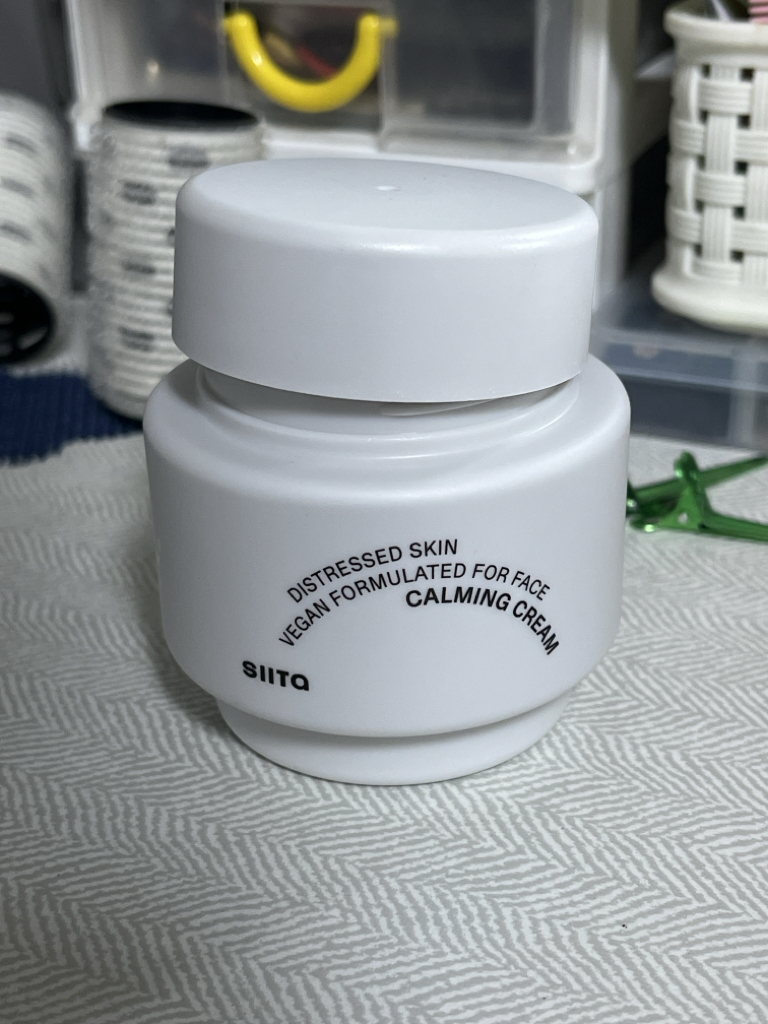 DISTRESSED SKIN
VEGAN FORMULATED FOR FACE
CALMING CREAM
SIITA